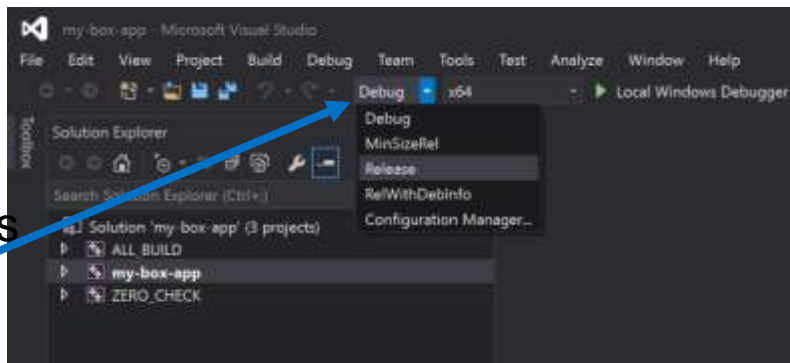 my-box-app - Microsoft Visual Studio
File Edit View Project Build Debug Team Tools Test Analyze Window Help
Debug x64 Local Windows Debugger
Debug
MinSizeRel
Release
RelWithDebInfo
Configuration Manager...
Toolbox
Solution Explorer
Search Solution Explorer (Ctrl+;)
Solution 'my-box-app' (3 projects)
ALL_BUILD
my-box-app
ZERO_CHECK
s